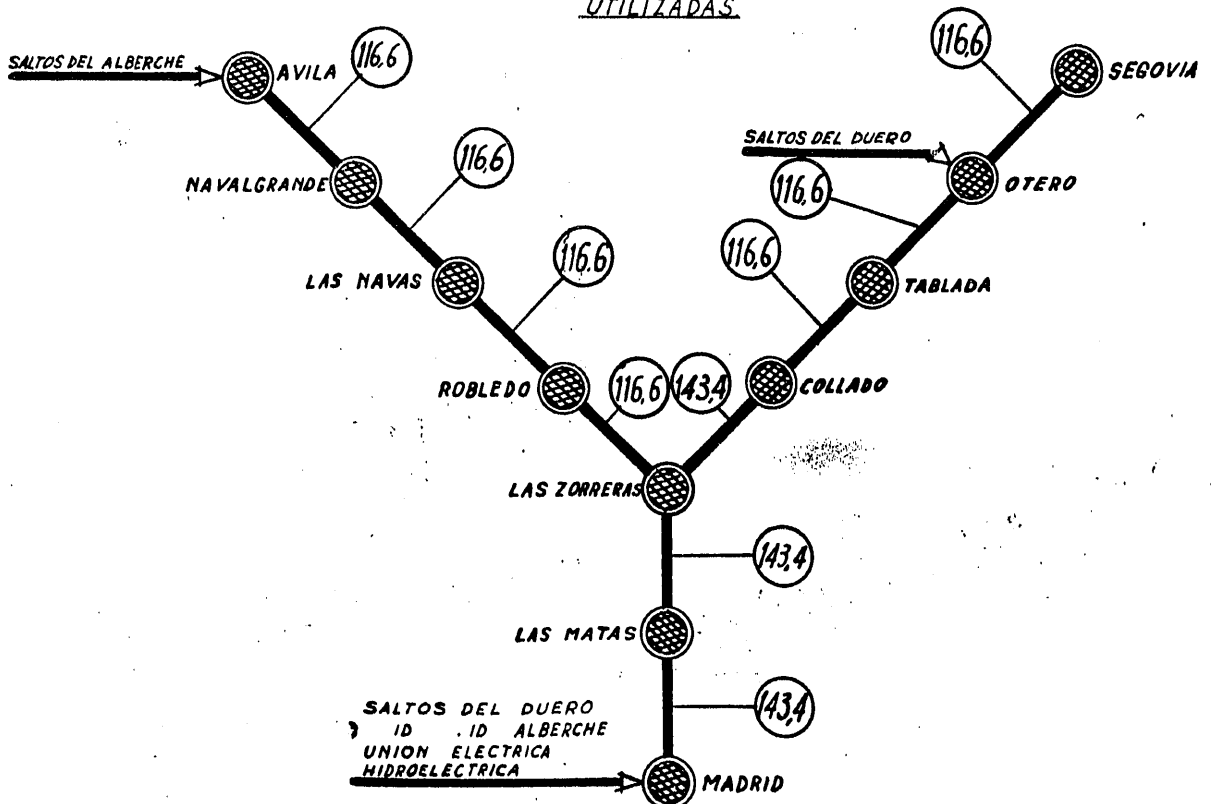 UTILIZADAS.
SALTOS DEL ALBERCHE
AVILA
116,6
116,6
SEGOVIA
NAVALGRANDE
116,6
SALTOS DEL DUERO
116,6
OTERO
LAS NAVAS
116.6
116,6
TABLADA
ROBLEDO
116,6
143,4
COLLADO
LAS ZORRERAS
143,4
LAS MATAS
143,4
SALTOS DEL DUERO
ID . ID ALBERCHE
UNION ELECTRICA
HIDROELECTRICA
MADRID